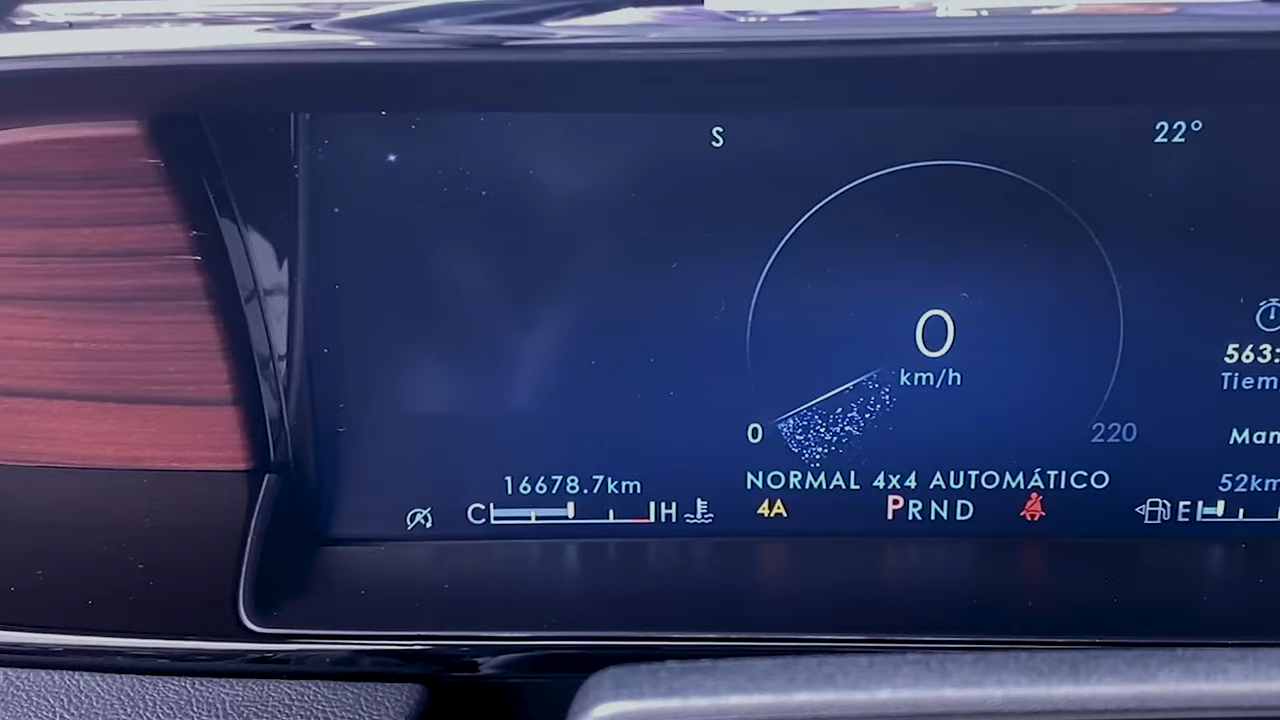 S
22°
0
km/h
0
220
563:
Tiem
Man
NORMAL 4x4 AUTOMÁTICO
16678.7km
52km
C H
4A
PRND
E